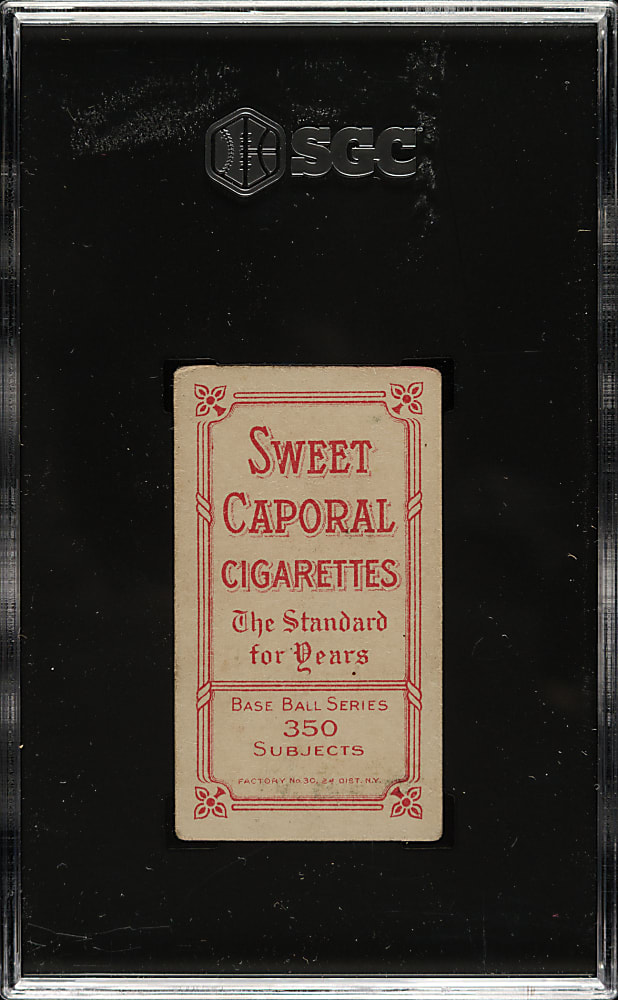 SGC
SWEET
CAPORAL
CIGARETTES
The Standard
for Years
BASE BALL SERIES
350
SUBJECTS
FACTORY No. 30, 2d DIST. N.Y.